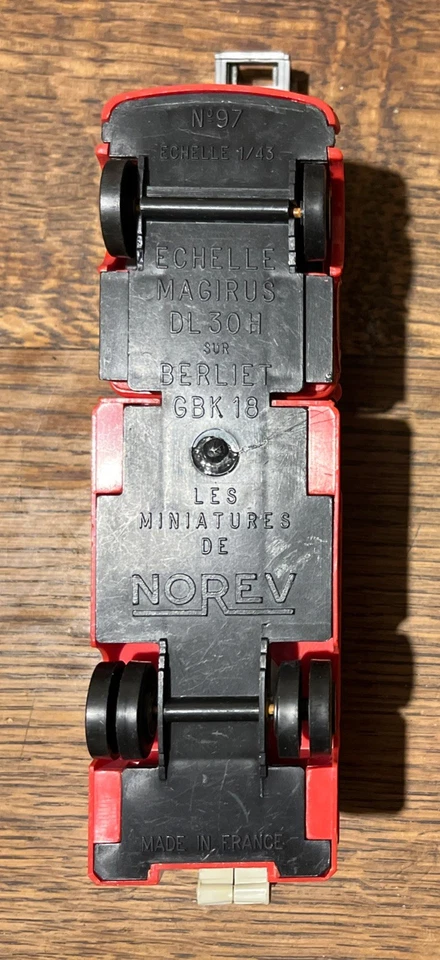 N°97
ECHELLE 1/43
ECHELLE
MAGIRUS
DL 30 H
SUR
BERLIET
GBK 18
LES
MINIATURES
DE
NOREV
MADE IN FRANCE